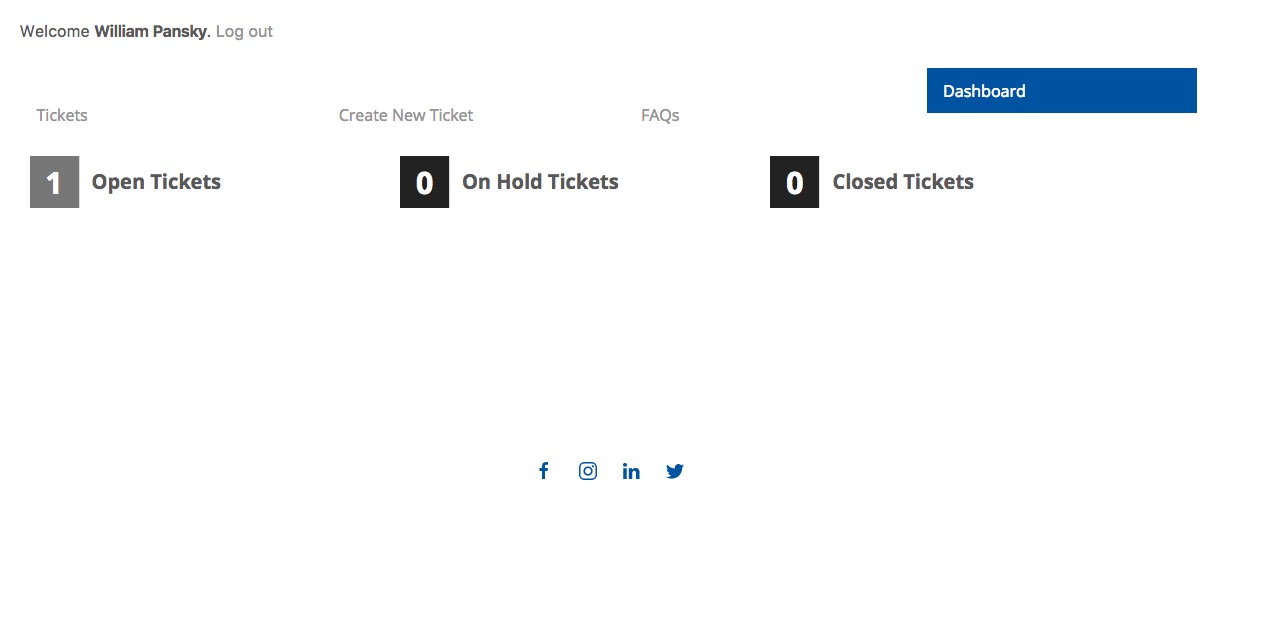 Welcome William Pansky. Log out
Dashboard
Tickets
Create New Ticket
FAQs
1 Open Tickets
0 On Hold Tickets
0 Closed Tickets